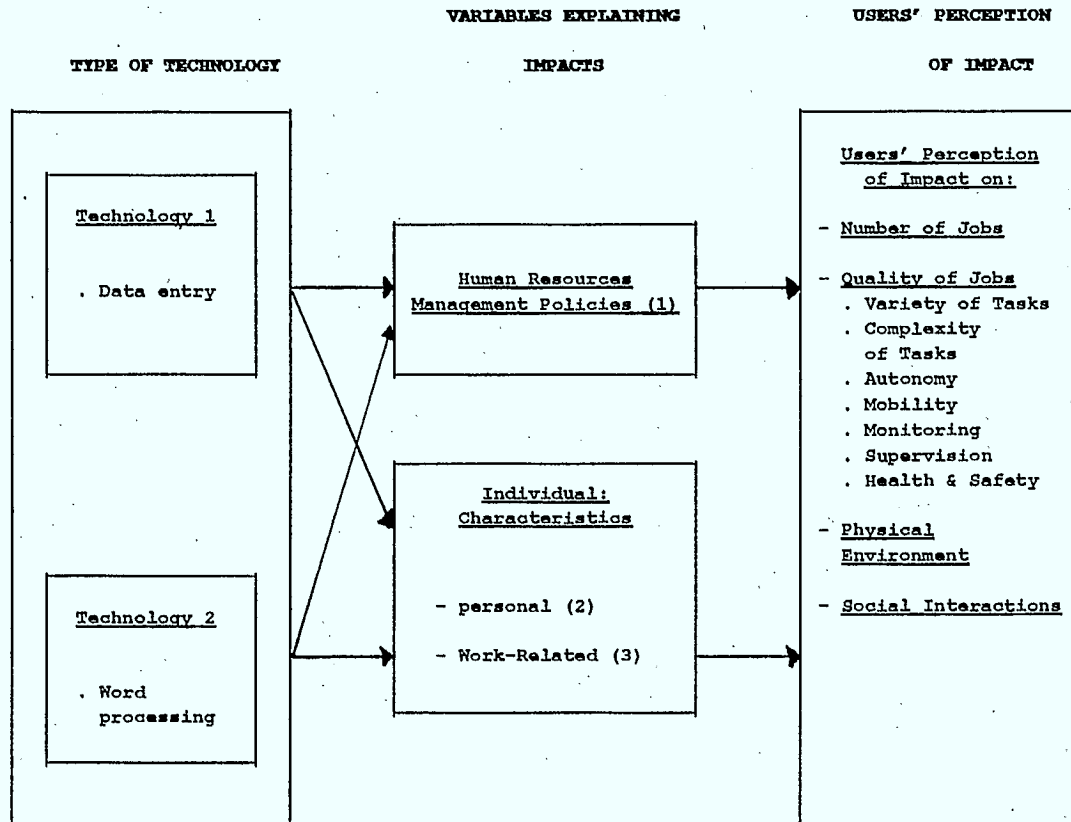 VARIABLES EXPLAINING
IMPACTS
USERS' PERCEPTION
OF IMPACT
TYPE OF TECHNOLOGY
Technology 1
. Data entry
Technology 2
. Word
processing
Human Resources
Management Policies (1)
Individual:
Characteristics
- personal (2)
- Work-Related (3)
Users' Perception
of Impact on:
- Number of Jobs
- Quality of Jobs
. Variety of Tasks
. Complexity
of Tasks
. Autonomy
. Mobility
. Monitoring
. Supervision
. Health & Safety
- Physical
Environment
- Social Interactions